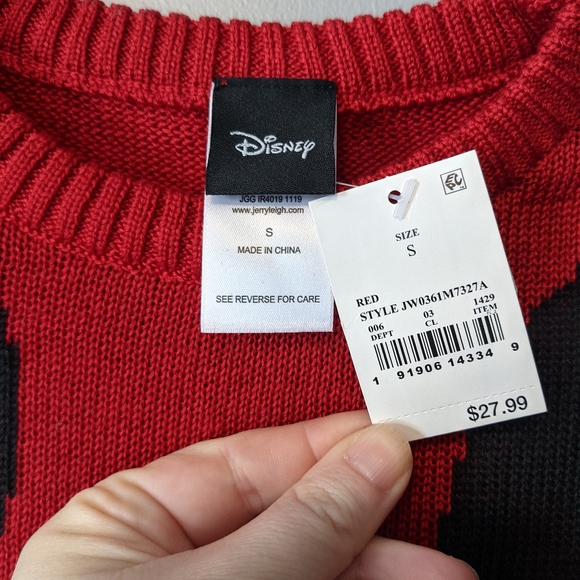 Disney
JGG IR4019 1119
www.jerryleigh.com
S
MADE IN CHINA
SEE REVERSE FOR CARE
SIZE
S
RED
STYLE JW0361M7327A
006 03 1429
DEPT CL ITEM
1 91906 14334 9
$27.99